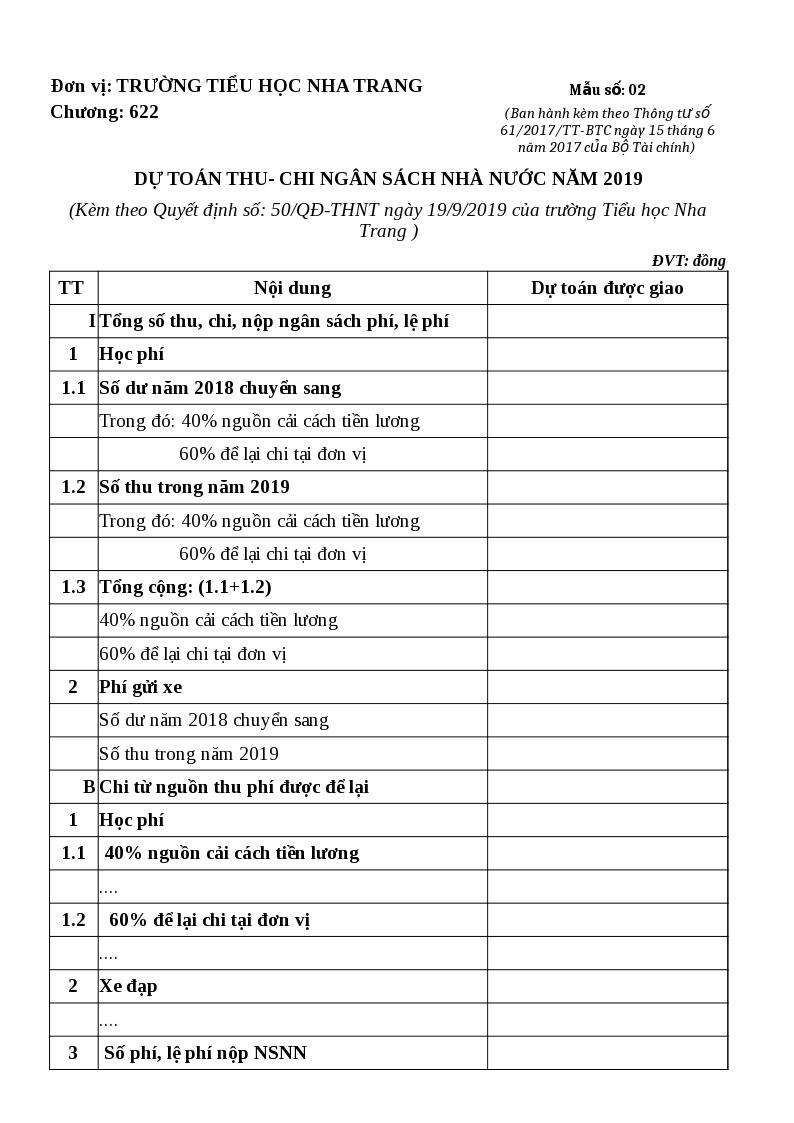 Đơn vị: TRƯỜNG TIỂU HỌC NHA TRANG
Chương: 622
Mẫu số: 02
(Ban hành kèm theo Thông tư số
61/2017/TT-BTC ngày 15 tháng 6
năm 2017 của Bộ Tài chính)
DỰ TOÁN THU- CHI NGÂN SÁCH NHÀ NƯỚC NĂM 2019
(Kèm theo Quyết định số: 50/QĐ-THNT ngày 19/9/2019 của trường Tiểu học Nha
Trang )
ĐVT: đồng
TT Nội dung Dự toán được giao
I Tổng số thu, chi, nộp ngân sách phí, lệ phí
1 Học phí
1.1 Số dư năm 2018 chuyển sang
Trong đó: 40% nguồn cải cách tiền lương
60% để lại chi tại đơn vị
1.2 Số thu trong năm 2019
Trong đó: 40% nguồn cải cách tiền lương
60% để lại chi tại đơn vị
1.3 Tổng cộng: (1.1+1.2)
40% nguồn cải cách tiền lương
60% để lại chi tại đơn vị
2 Phí gửi xe
Số dư năm 2018 chuyển sang
Số thu trong năm 2019
B Chi từ nguồn thu phí được để lại
1 Học phí
1.1 40% nguồn cải cách tiền lương
....
1.2 60% để lại chi tại đơn vị
....
2 Xe đạp
....
3 Số phí, lệ phí nộp NSNN